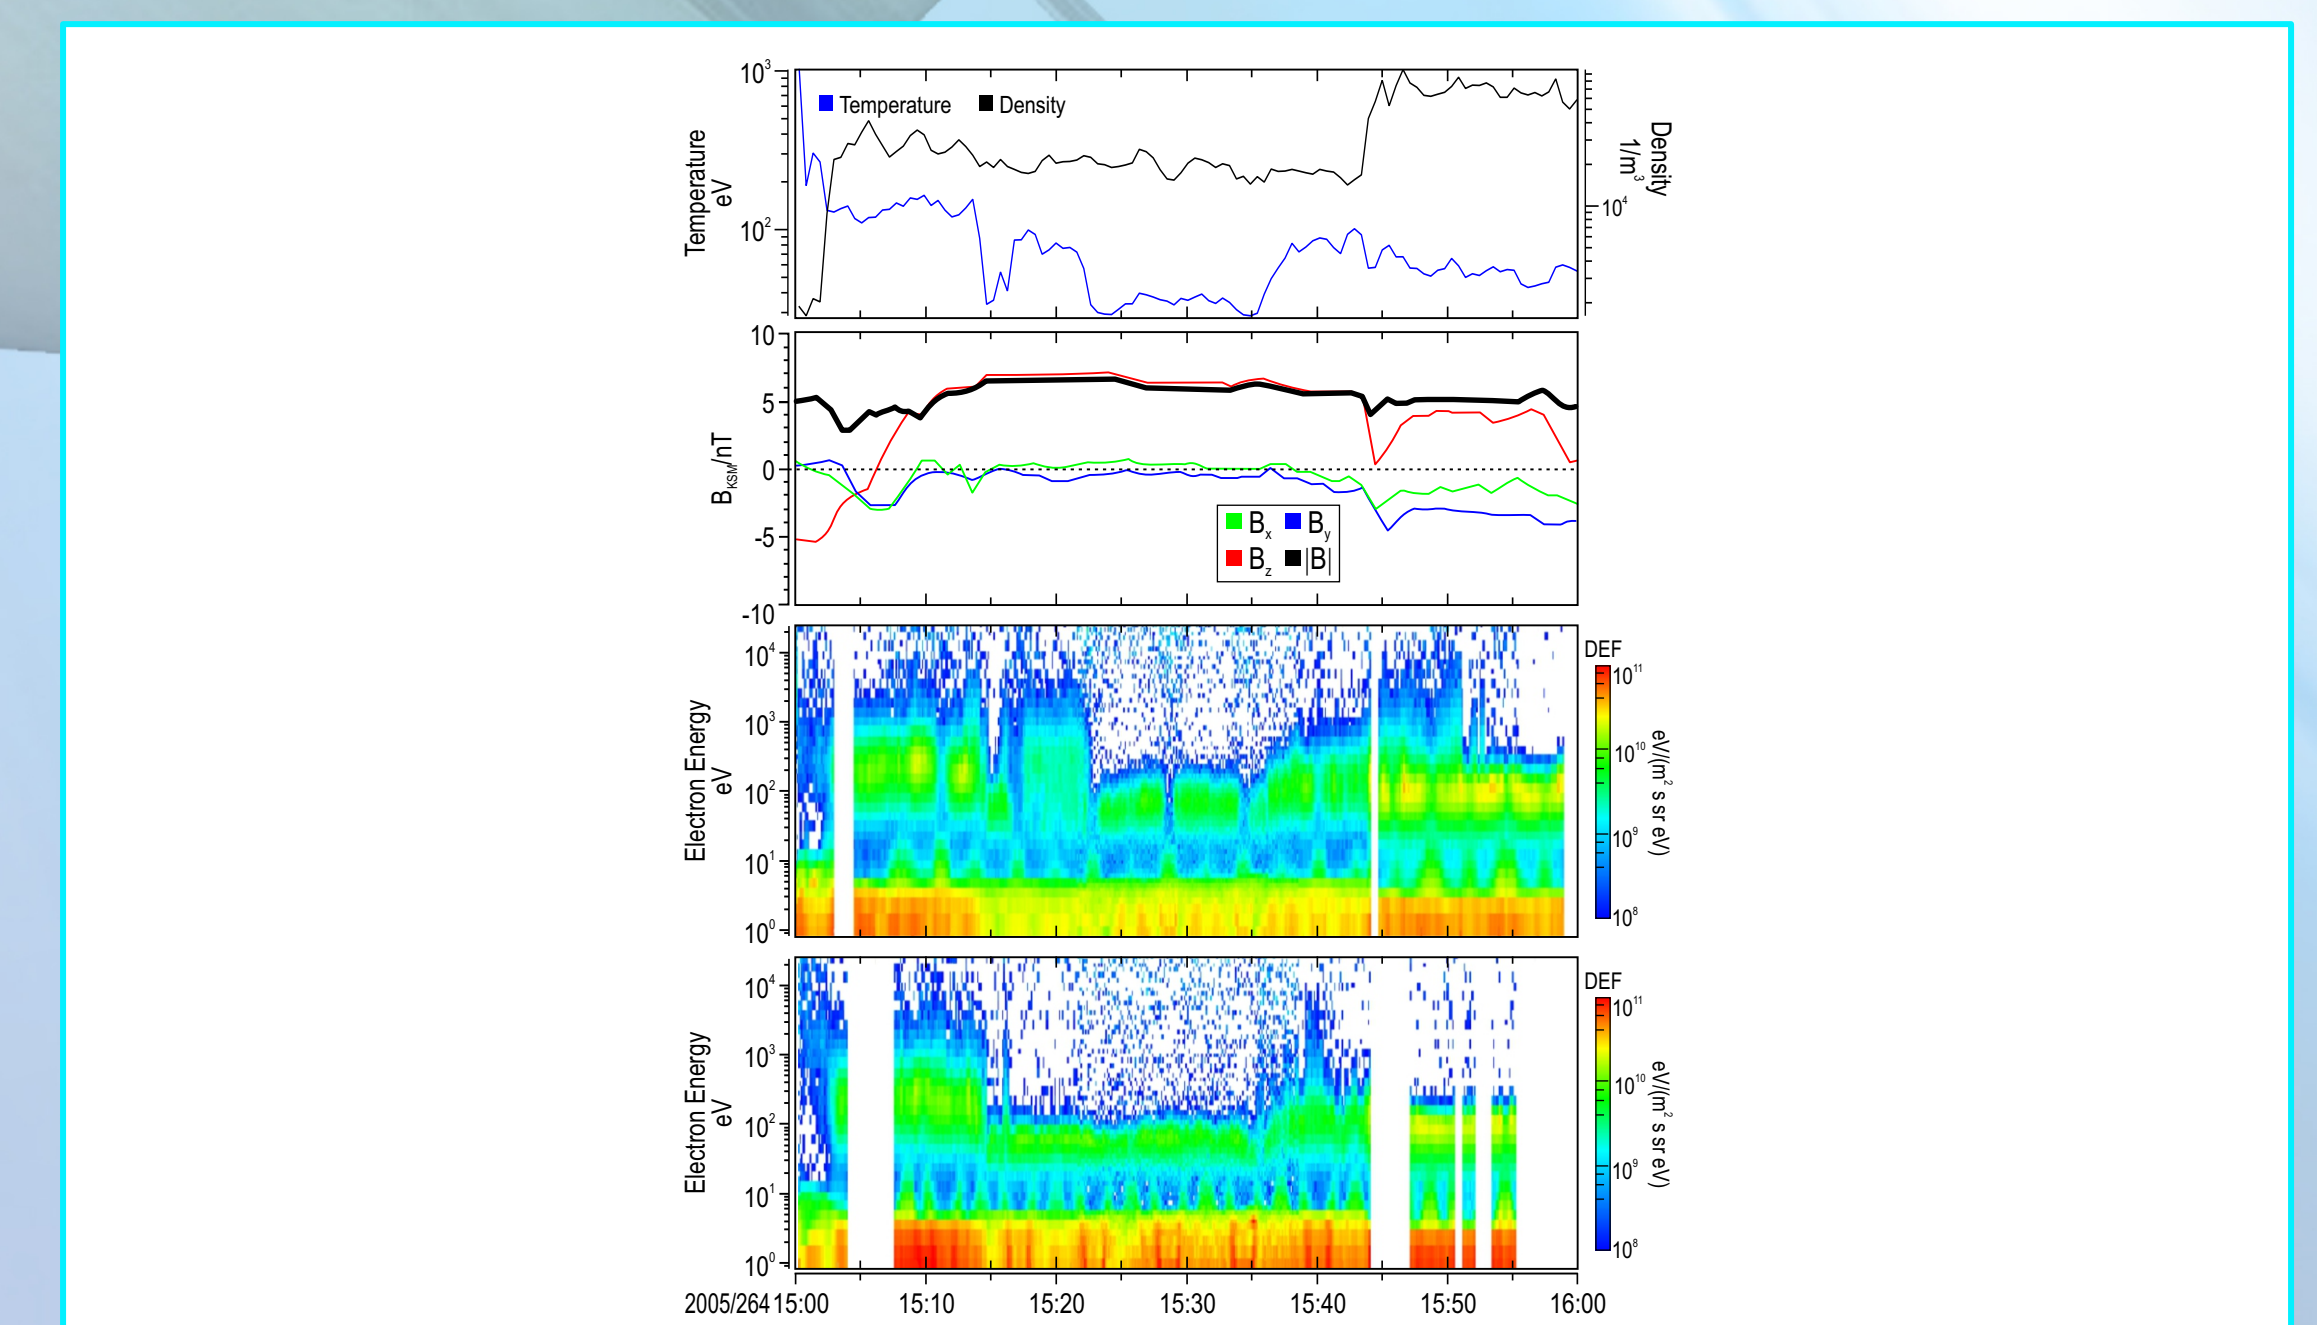 10³
Temperature Density
Temperature
eV
10²
Density
1/m³
10⁴
10
5
0
-5
-10
B_KSM/nT
B_x B_y
B_z |B|
10⁴
10³
10²
10¹
10⁰
Electron Energy
eV
DEF
10¹¹
10¹⁰
10⁹
10⁸
eV/(m² s sr eV)
10⁴
10³
10²
10¹
10⁰
Electron Energy
eV
DEF
10¹¹
10¹⁰
10⁹
10⁸
eV/(m² s sr eV)
2005/264 15:00 15:10 15:20 15:30 15:40 15:50 16:00